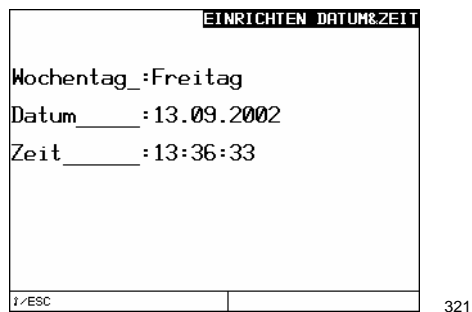 EINRICHTEN DATUM&ZEIT
Wochentag_:Freitag
Datum_____:13.09.2002
Zeit______:13:36:33
↕/ESC
321